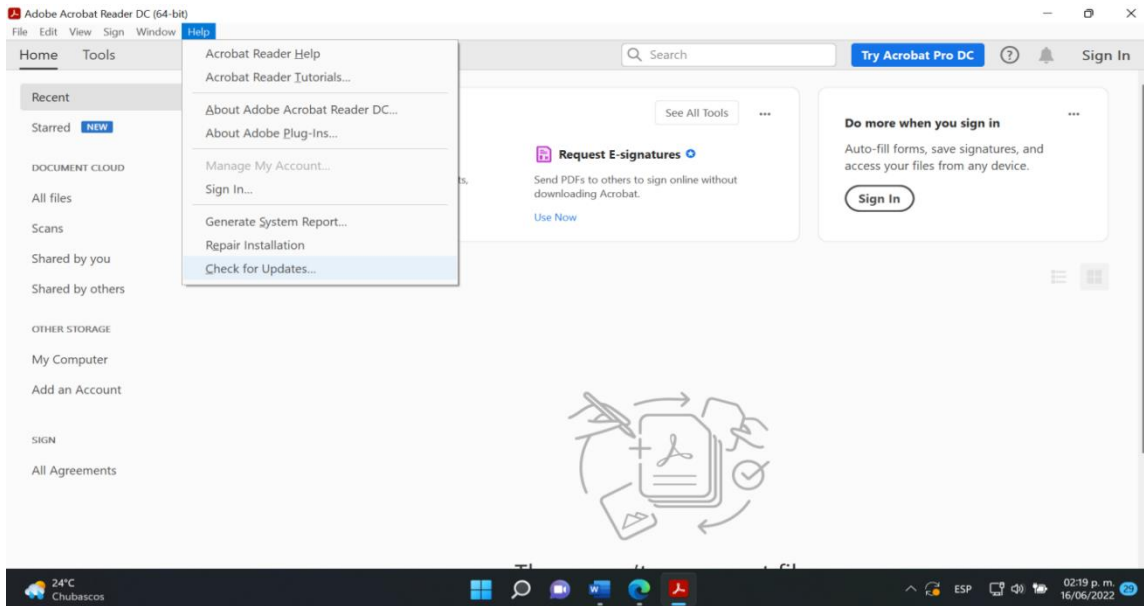 Adobe Acrobat Reader DC (64-bit)
File Edit View Sign Window Help
Home Tools
Search
Try Acrobat Pro DC
Sign In
Acrobat Reader Help
Acrobat Reader Tutorials...
About Adobe Acrobat Reader DC...
About Adobe Plug-Ins...
Manage My Account...
Sign In...
Generate System Report...
Repair Installation
Check for Updates...
Recent
Starred NEW
DOCUMENT CLOUD
All files
Scans
Shared by you
Shared by others
OTHER STORAGE
My Computer
Add an Account
SIGN
All Agreements
See All Tools
Request E-signatures
Send PDFs to others to sign online without
downloading Acrobat.
Use Now
Do more when you sign in
Auto-fill forms, save signatures, and
access your files from any device.
Sign In
24°C
Chubascos
ESP
02:19 p. m.
16/06/2022
29